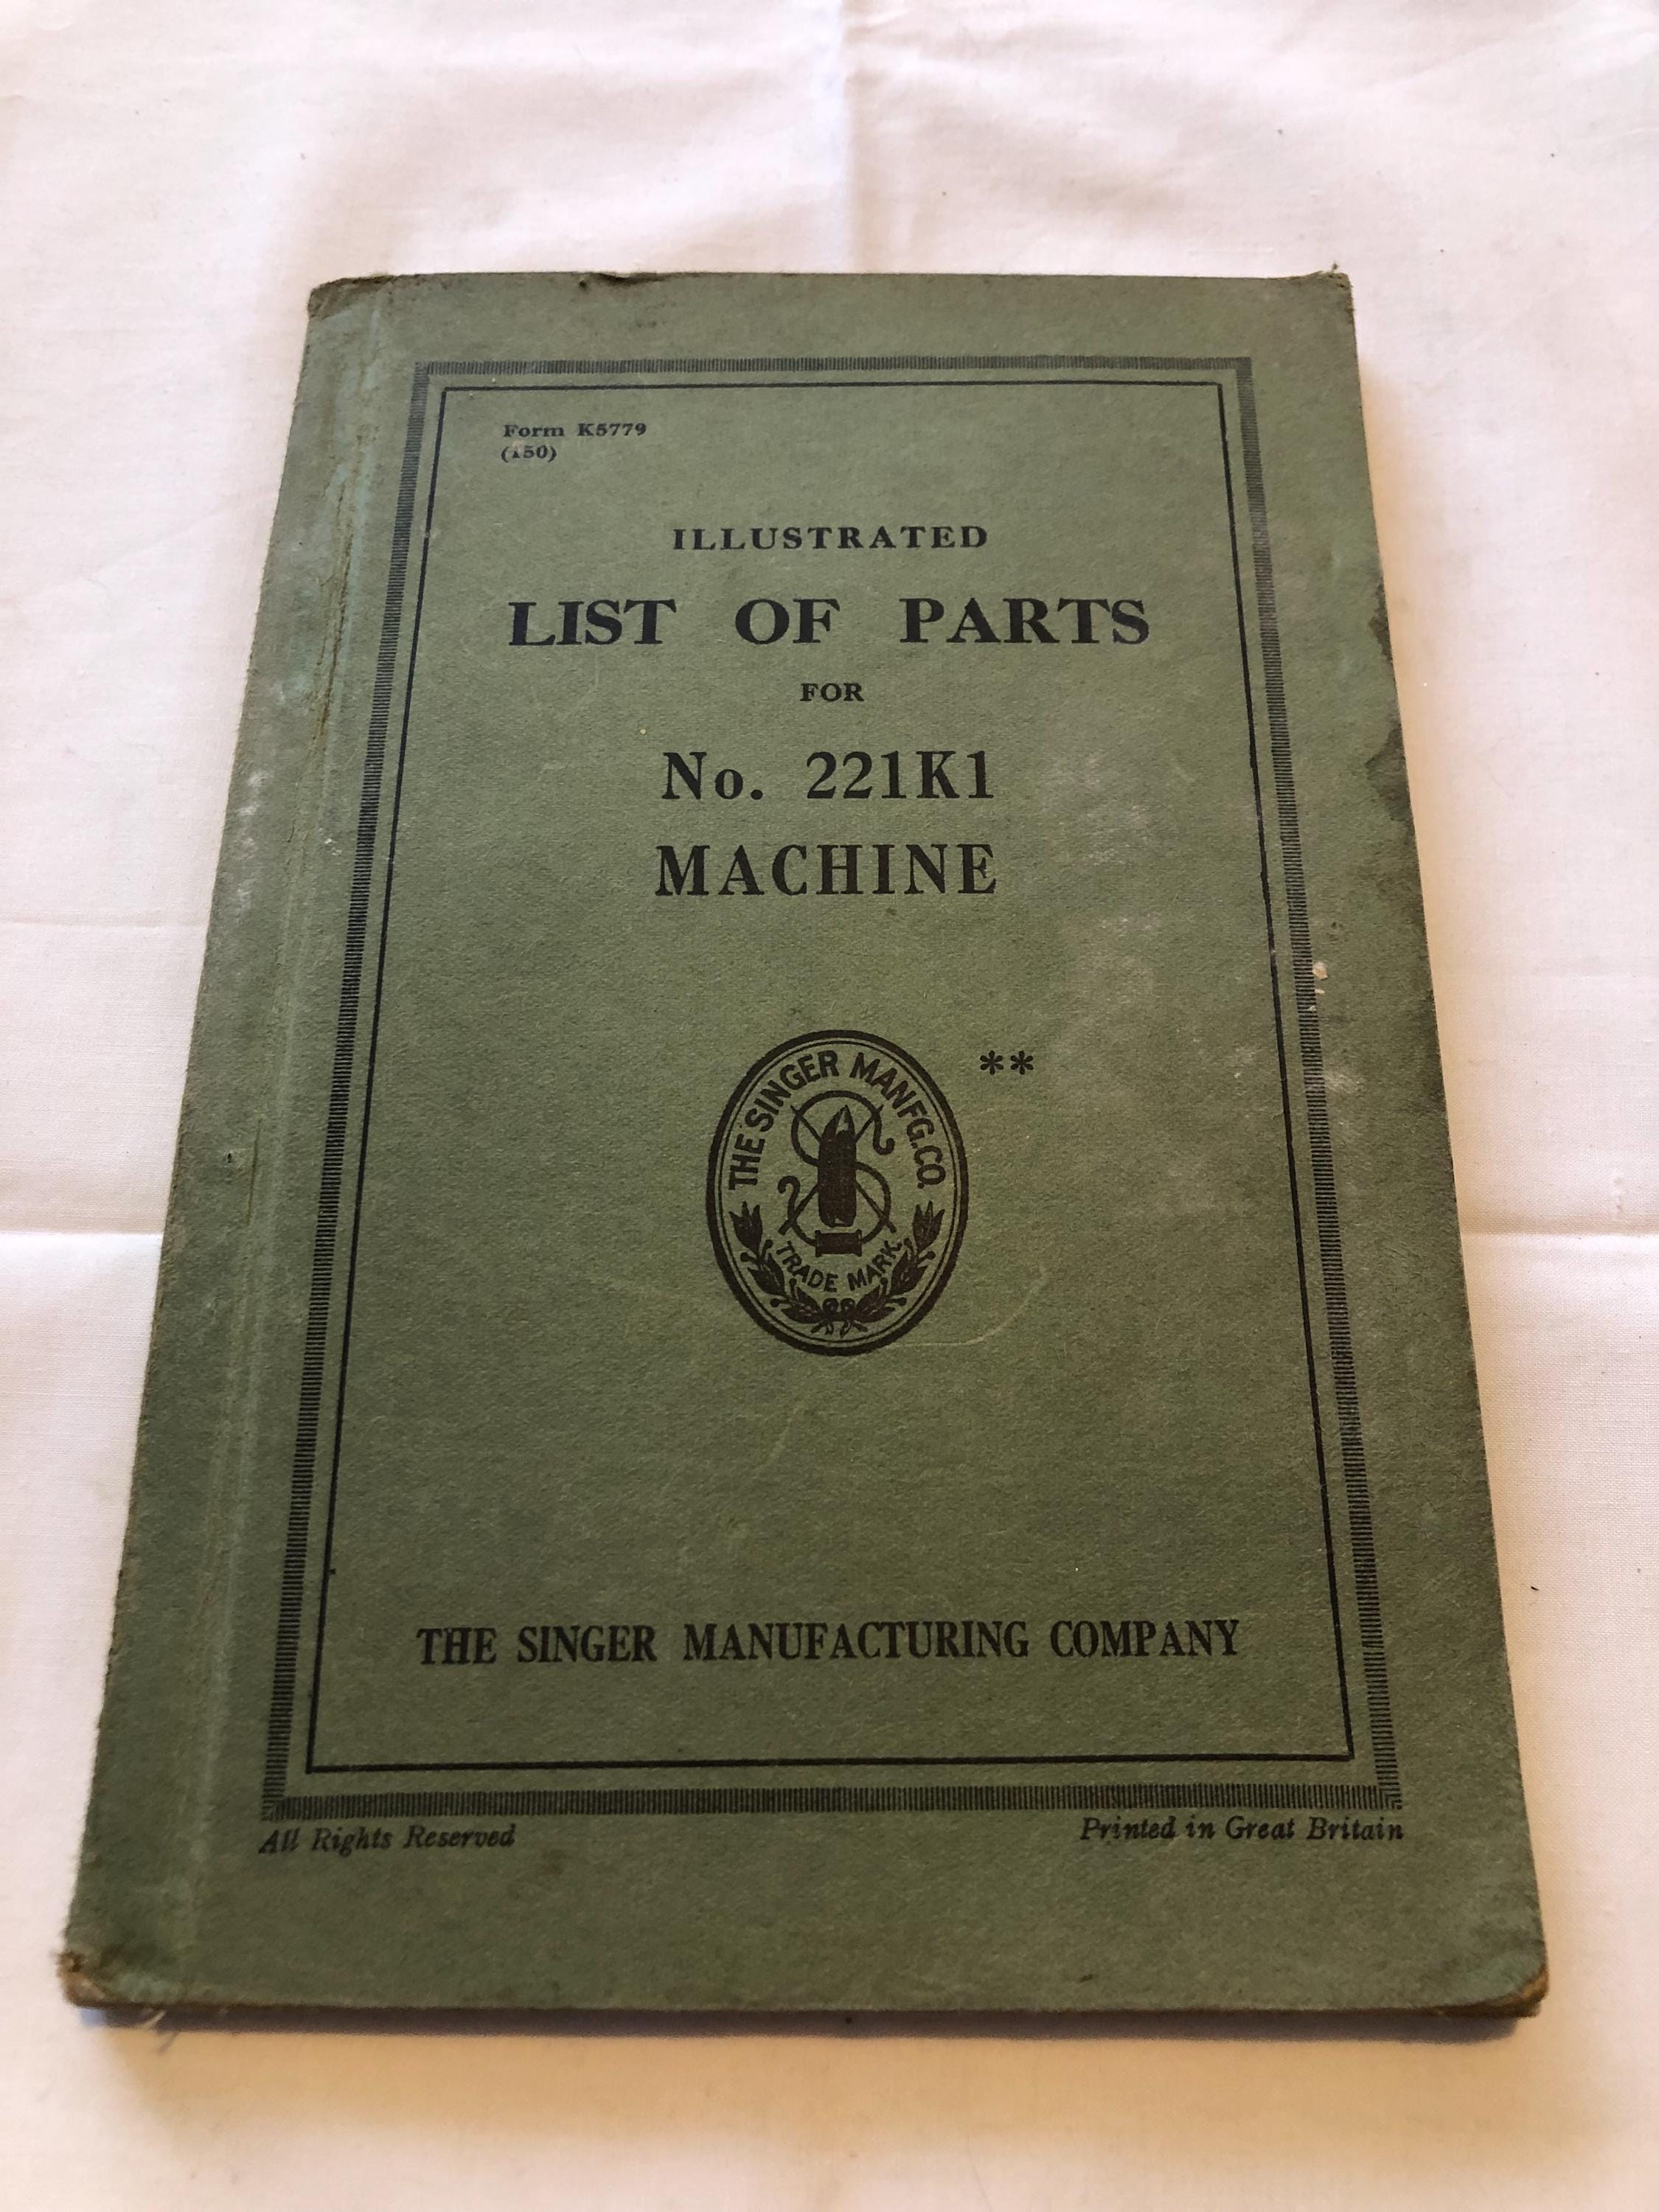 Form K5779
(150)
ILLUSTRATED
LIST OF PARTS
FOR
No. 221K1
MACHINE
**
THE SINGER MANFG.CO.
TRADE MARK.
THE SINGER MANUFACTURING COMPANY
All Rights Reserved
Printed in Great Britain